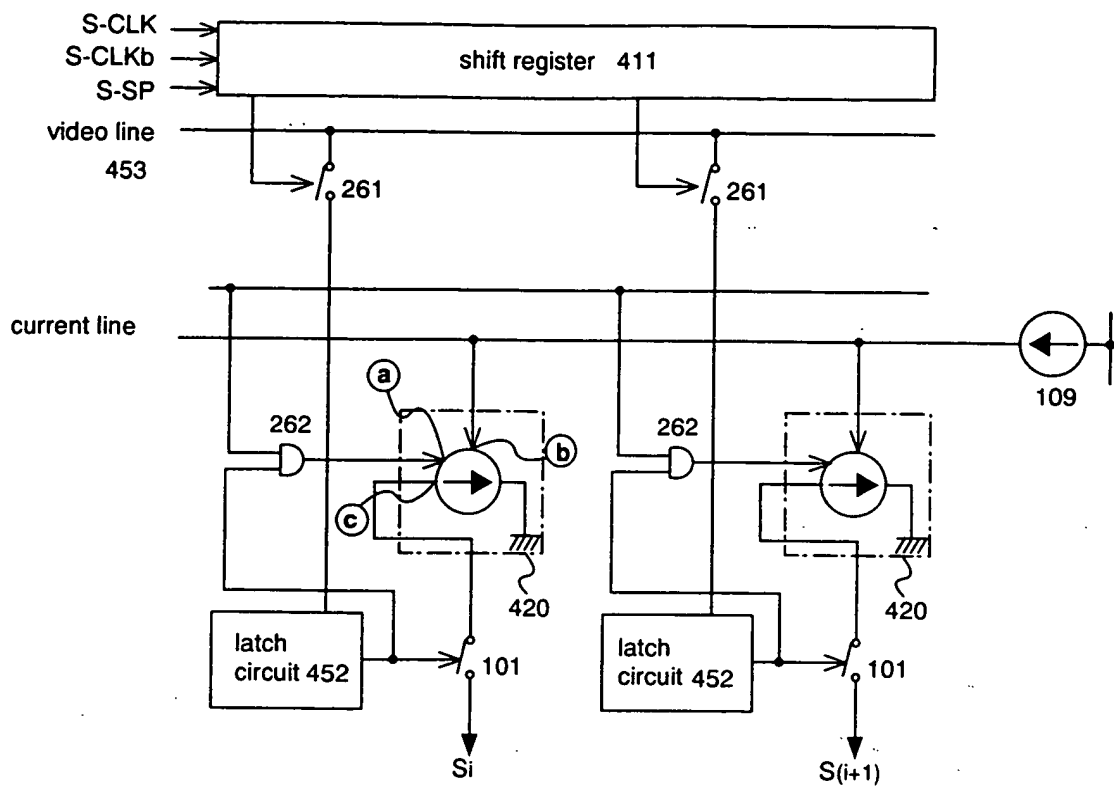 S-CLK
S-CLKb
S-SP
shift register 411
video line
453
261
261
current line
109
a
262
b
262
c
420
420
latch
circuit 452
101
latch
circuit 452
101
Si
S(i+1)